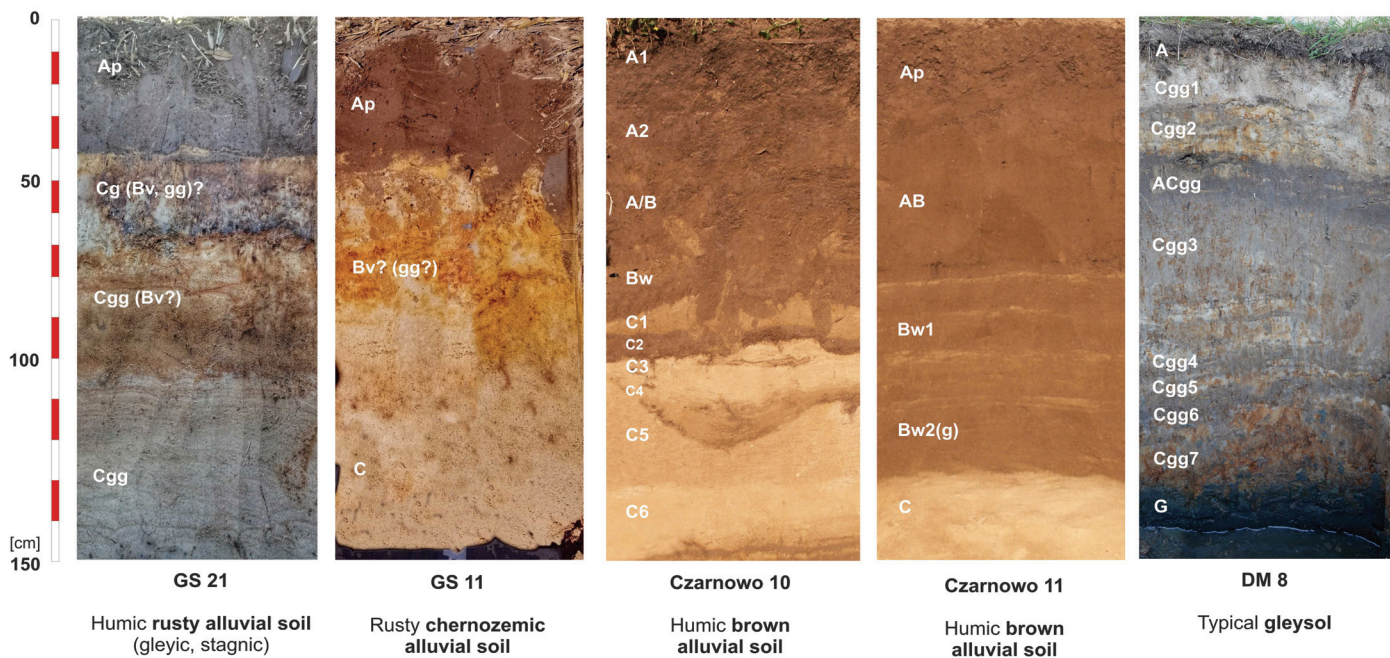 0
50
100
[cm]
150
Ap
Cg (Bv, gg)?
Cgg (Bv?)
Cgg
GS 21
Humic rusty alluvial soil
(gleyic, stagnic)
Ap
Bv? (gg?)
C
GS 11
Rusty chernozemic
alluvial soil
A1
A2
A/B
Bw
C1
C2
C3
C4
C5
C6
Czarnowo 10
Humic brown
alluvial soil
Ap
AB
Bw1
Bw2(g)
C
Czarnowo 11
Humic brown
alluvial soil
A
Cgg1
Cgg2
ACgg
Cgg3
Cgg4
Cgg5
Cgg6
Cgg7
G
DM 8
Typical gleysol